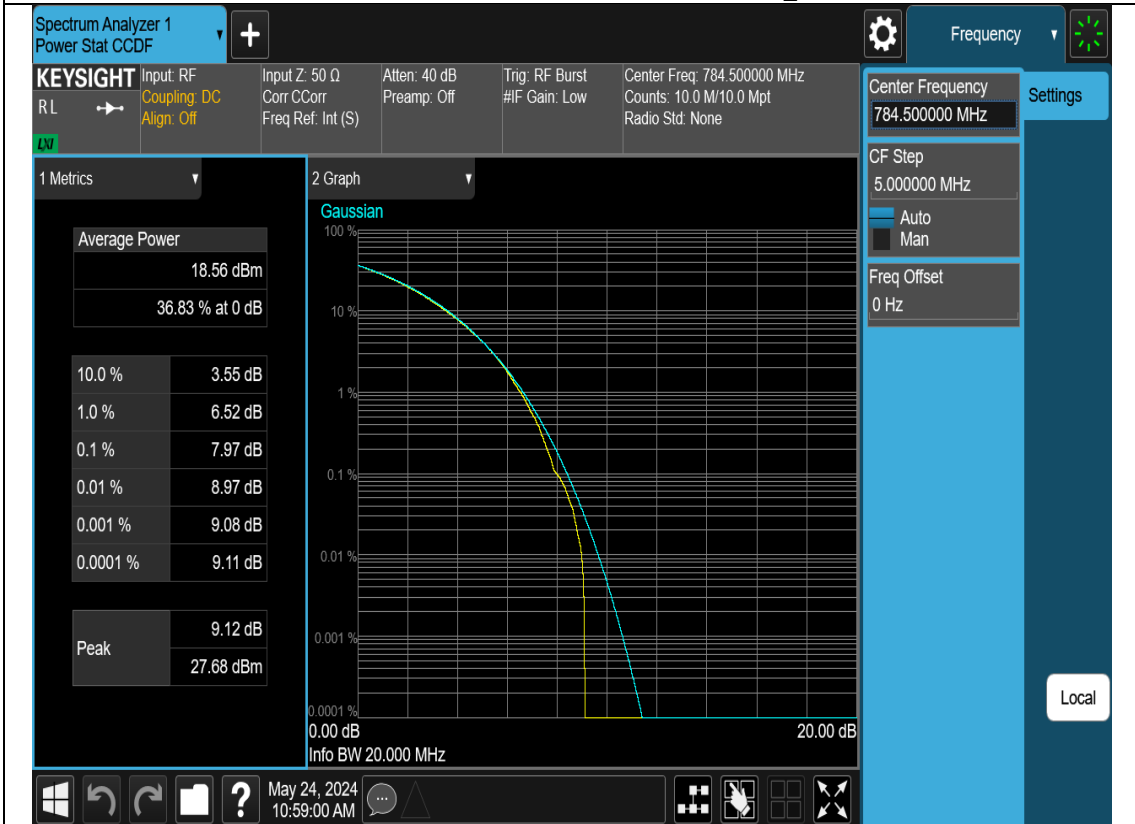 Spectrum Analyzer 1
Power Stat CCDF
+
Frequency
KEYSIGHT
RL
LXI
Input: RF
Coupling: DC
Align: Off
Input Z: 50 Ω
Corr CCorr
Freq Ref: Int (S)
Atten: 40 dB
Preamp: Off
Trig: RF Burst
#IF Gain: Low
Center Freq: 784.500000 MHz
Counts: 10.0 M/10.0 Mpt
Radio Std: None
Center Frequency
784.500000 MHz
Settings
CF Step
5.000000 MHz
Auto
Man
Freq Offset
0 Hz
Local
1 Metrics
Average Power
18.56 dBm
36.83 % at 0 dB
10.0 % 3.55 dB
1.0 % 6.52 dB
0.1 % 7.97 dB
0.01 % 8.97 dB
0.001 % 9.08 dB
0.0001 % 9.11 dB
Peak 9.12 dB
27.68 dBm
2 Graph
Gaussian
100 %
10 %
1 %
0.1 %
0.01 %
0.001 %
0.0001 %
0.00 dB 20.00 dB
Info BW 20.000 MHz
?
May 24, 2024
10:59:00 AM